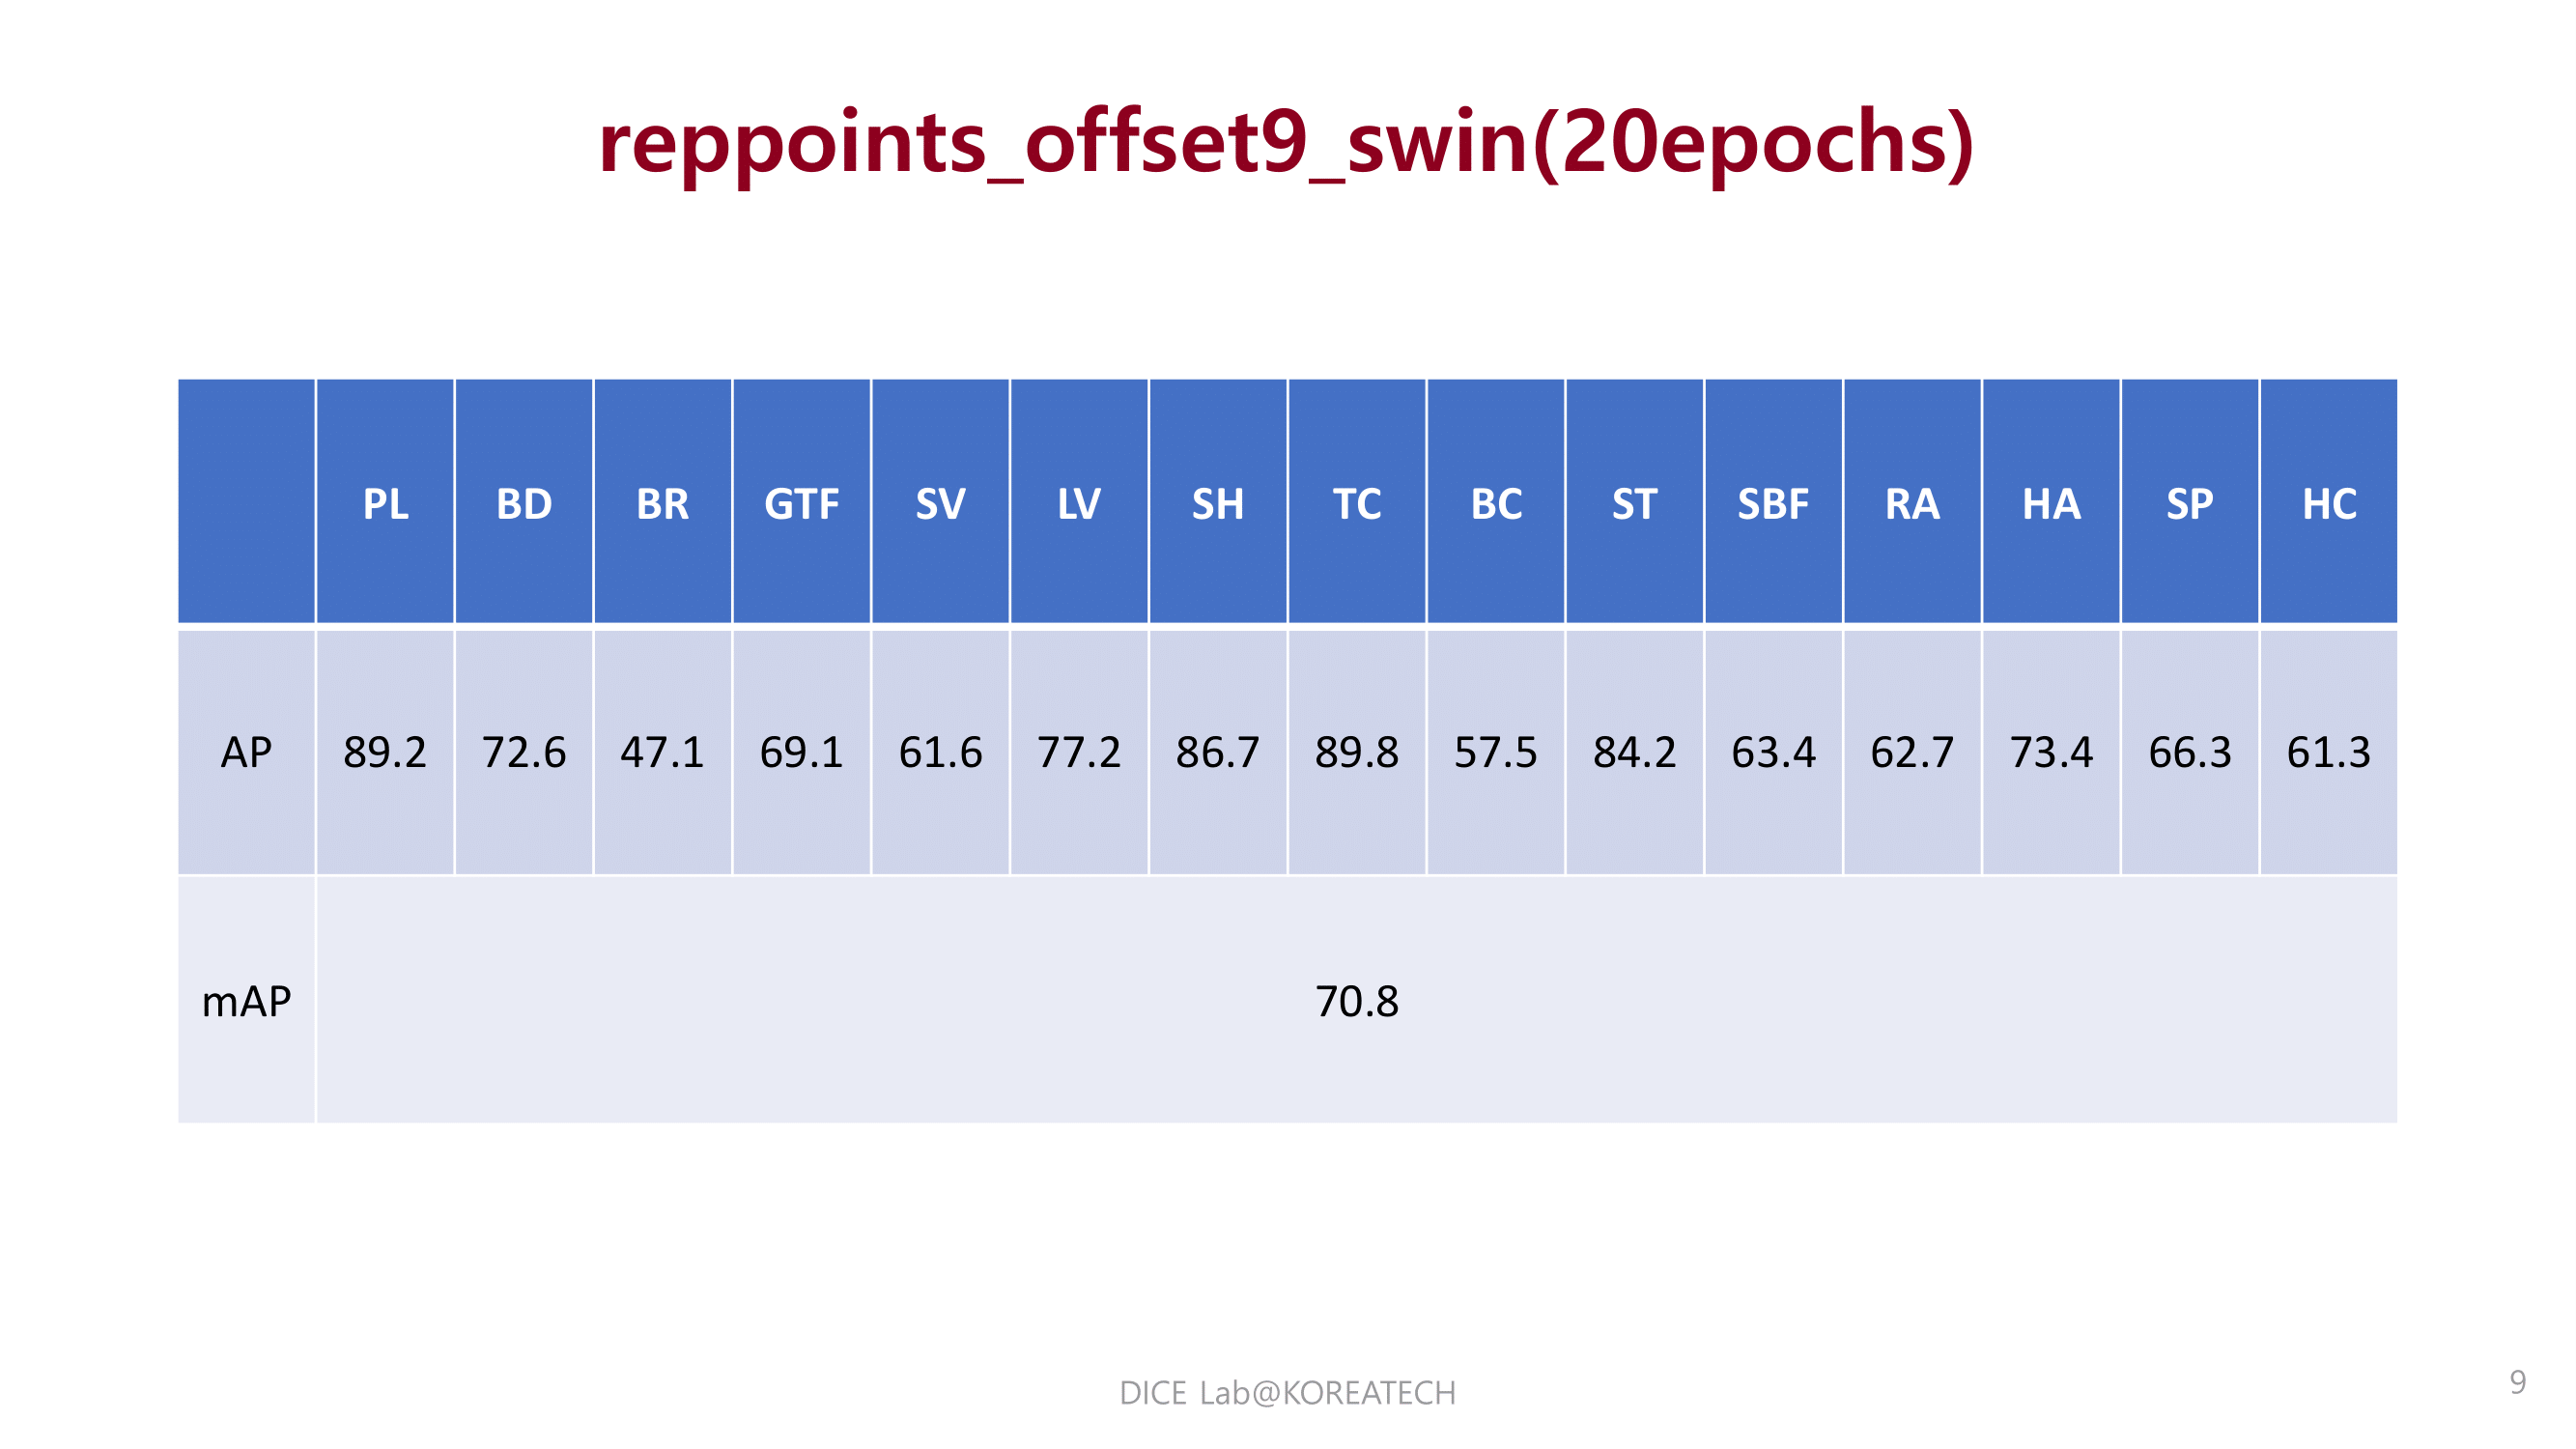 reppoints_offset9_swin(20epochs)
PL BD BR GTF SV LV SH TC BC ST SBF RA HA SP HC
AP 89.2 72.6 47.1 69.1 61.6 77.2 86.7 89.8 57.5 84.2 63.4 62.7 73.4 66.3 61.3
mAP 70.8
DICE Lab@KOREATECH
9